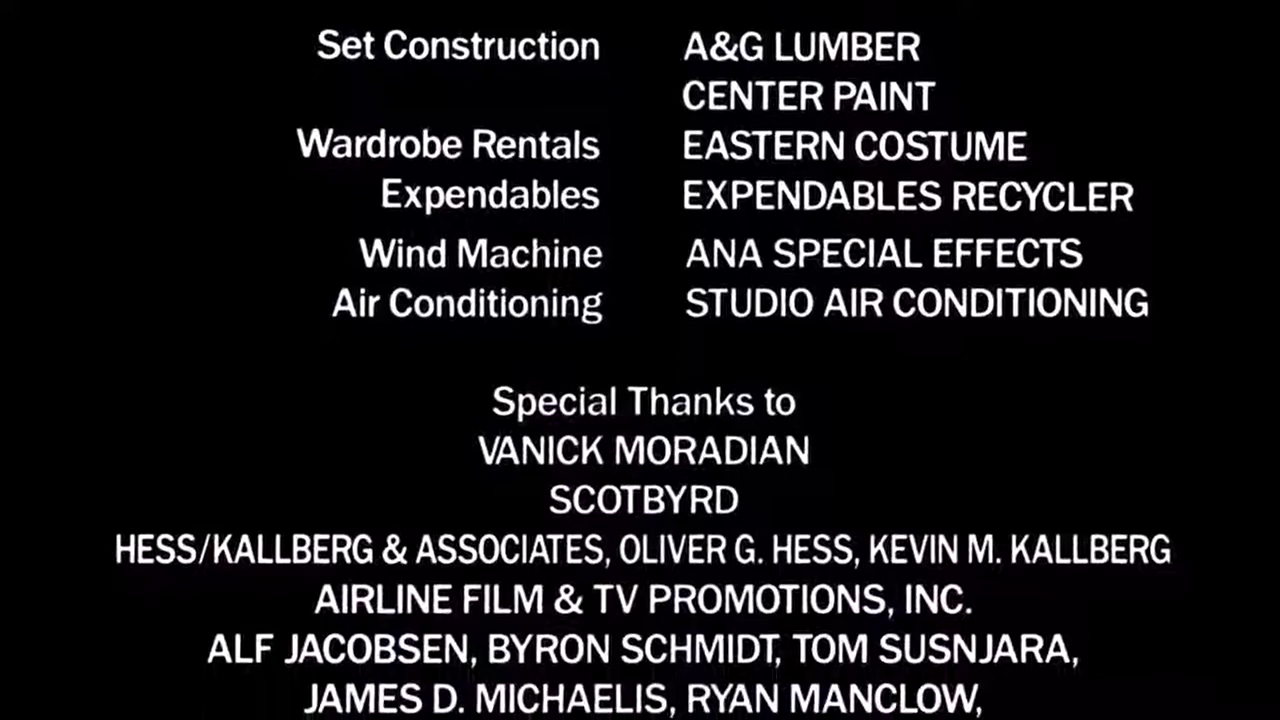 Set Construction A&G LUMBER
CENTER PAINT
Wardrobe Rentals EASTERN COSTUME
Expendables EXPENDABLES RECYCLER
Wind Machine ANA SPECIAL EFFECTS
Air Conditioning STUDIO AIR CONDITIONING
Special Thanks to
VANICK MORADIAN
SCOTBYRD
HESS/KALLBERG & ASSOCIATES, OLIVER G. HESS, KEVIN M. KALLBERG
AIRLINE FILM & TV PROMOTIONS, INC.
ALF JACOBSEN, BYRON SCHMIDT, TOM SUSNJARA,
JAMES D. MICHAELIS, RYAN MANCLOW,